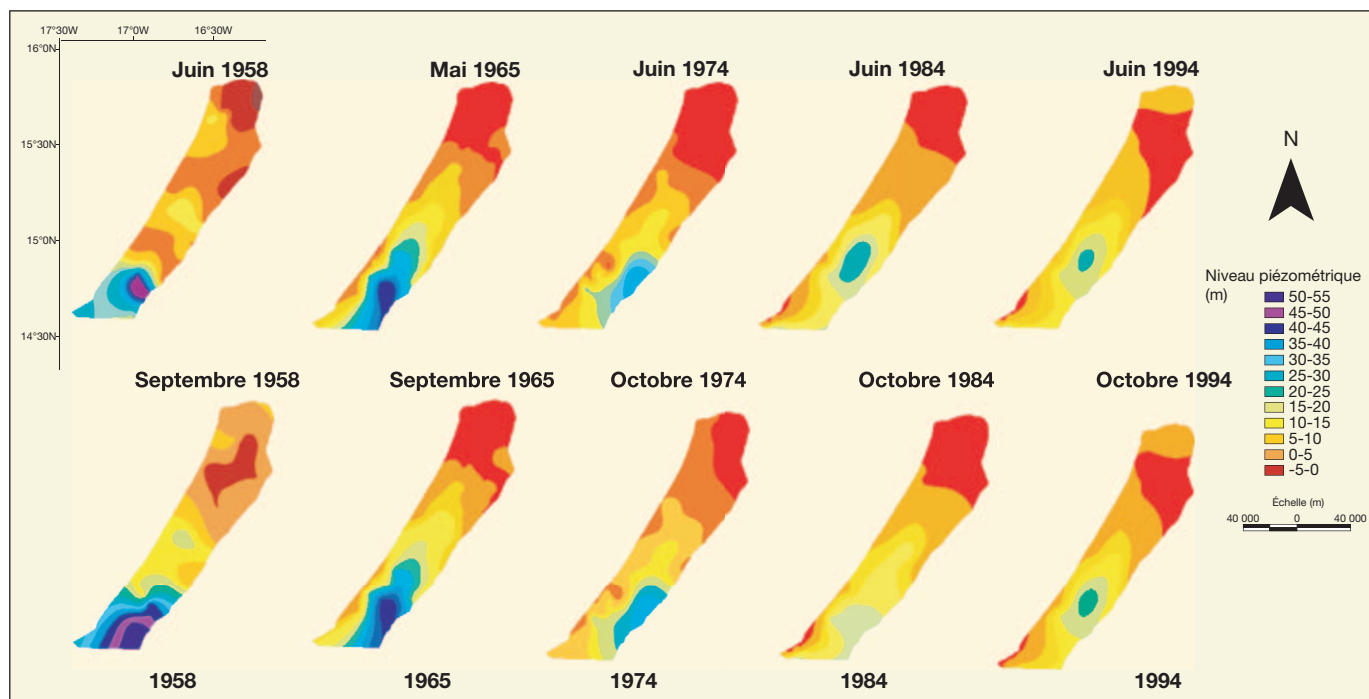 17°30W 17°00W 16°30W
16°0N
Juin 1958 Mai 1965 Juin 1974 Juin 1984 Juin 1994
15°30N
N
15°00N
Niveau piézométrique
(m)
50-55
45-50
40-45
35-40
30-35
25-30
20-25
15-20
10-15
5-10
0-5
-5-0
14°30N
Septembre 1958 Septembre 1965 Octobre 1974 Octobre 1984 Octobre 1994
Échelle (m)
40 000 0 40 000
1958 1965 1974 1984 1994